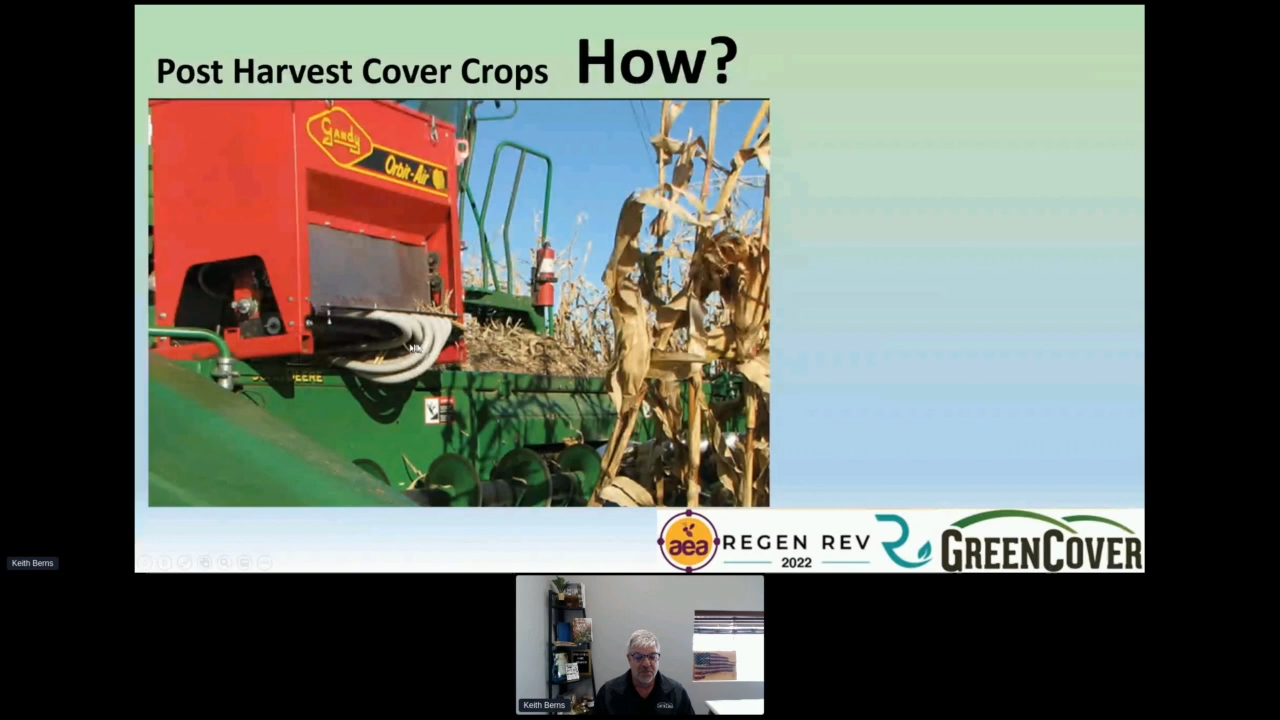 Post Harvest Cover Crops How?
Gandy
Orbit-Air
aea
REGEN REV
2022
GREENCOVER
Keith Berns
Keith Berns